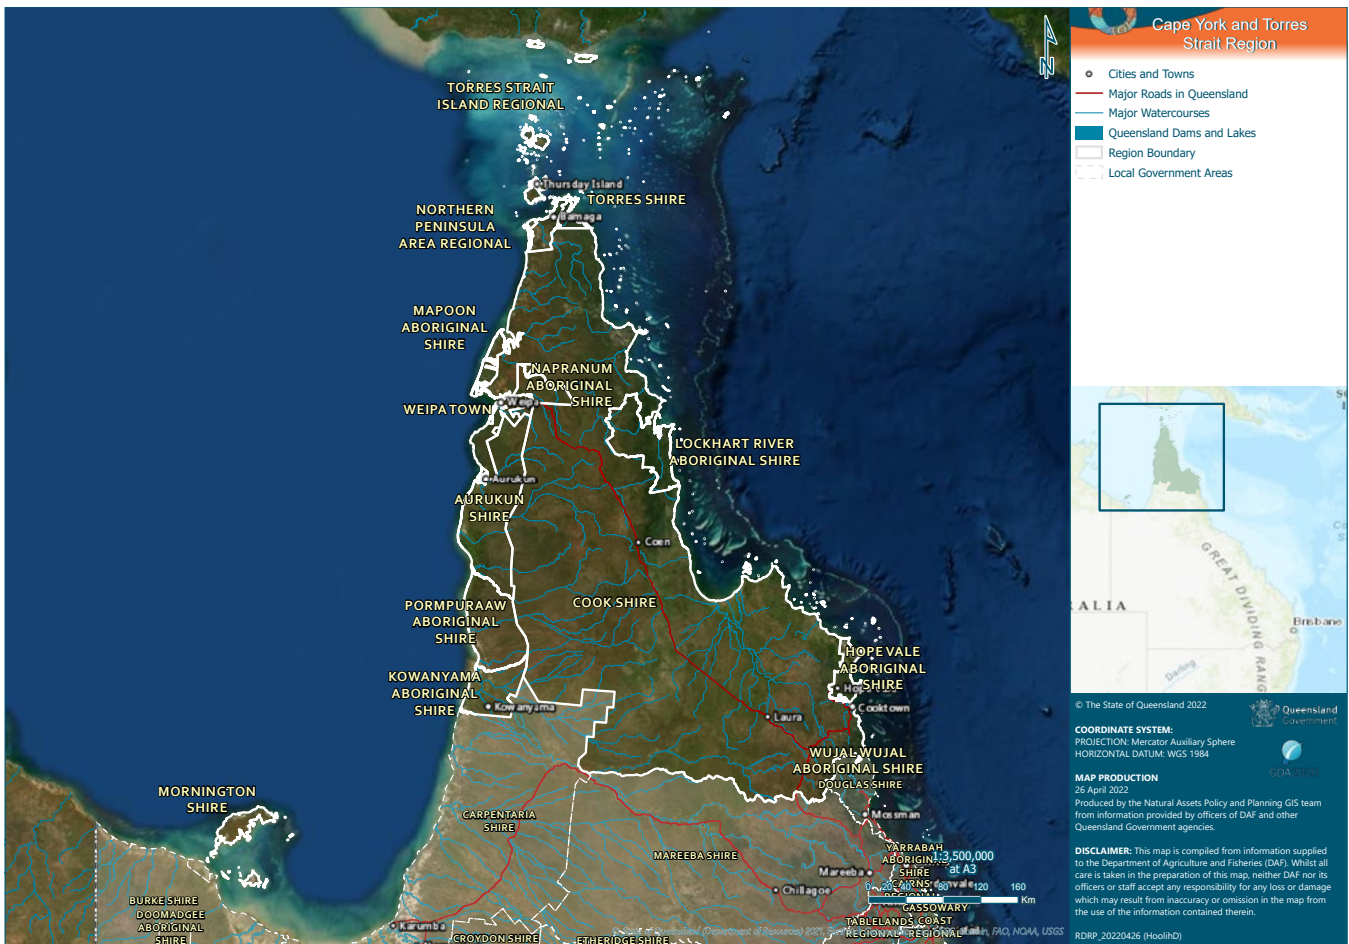 Cape York and Torres
Strait Region
Cities and Towns
Major Roads in Queensland
Major Watercourses
Queensland Dams and Lakes
Region Boundary
Local Government Areas
N
TORRES STRAIT
ISLAND REGIONAL
Thursday Island
TORRES SHIRE
Bamaga
NORTHERN
PENINSULA
AREA REGIONAL
MAPOON
ABORIGINAL
SHIRE
NAPRANUM
ABORIGINAL
SHIRE
WEIPA TOWN
Weipa
LOCKHART RIVER
ABORIGINAL SHIRE
Aurukun
AURUKUN
SHIRE
Coen
COOK SHIRE
PORMPURAAW
ABORIGINAL
SHIRE
HOPE VALE
ABORIGINAL
SHIRE
KOWANYAMA
ABORIGINAL
SHIRE
Kowanyama
Cooktown
Laura
WUJAL WUJAL
ABORIGINAL SHIRE
DOUGLAS SHIRE
MORNINGTON
SHIRE
CARPENTARIA
SHIRE
Mossman
MAREEBA SHIRE
YARRABAH
ABORIGINAL
SHIRE
1:3,500,000
at A3
Mareeba
CAIRNS
REGIONAL
Chillagoe
0 20 40 80 120 160
Km
BURKE SHIRE
DOOMADGEE
ABORIGINAL
SHIRE
CASSOWARY
COAST
REGIONAL
TABLELANDS
REGIONAL
Karumba
CROYDON SHIRE
ETHERIDGE SHIRE
GREAT DIVIDING RANG
ALIA
Brisbane
Darling
© The State of Queensland 2022
Queensland
Government
COORDINATE SYSTEM:
PROJECTION: Mercator Auxiliary Sphere
HORIZONTAL DATUM: WGS 1984
MAP PRODUCTION
26 April 2022
Produced by the Natural Assets Policy and Planning GIS team
from information provided by officers of DAF and other
Queensland Government agencies.
DISCLAIMER: This map is compiled from information supplied
to the Department of Agriculture and Fisheries (DAF). Whilst all
care is taken in the preparation of this map, neither DAF nor its
officers or staff accept any responsibility for any loss or damage
which may result from inaccuracy or omission in the map from
the use of the information contained therein.
RDRP_20220426 (HoolihD)